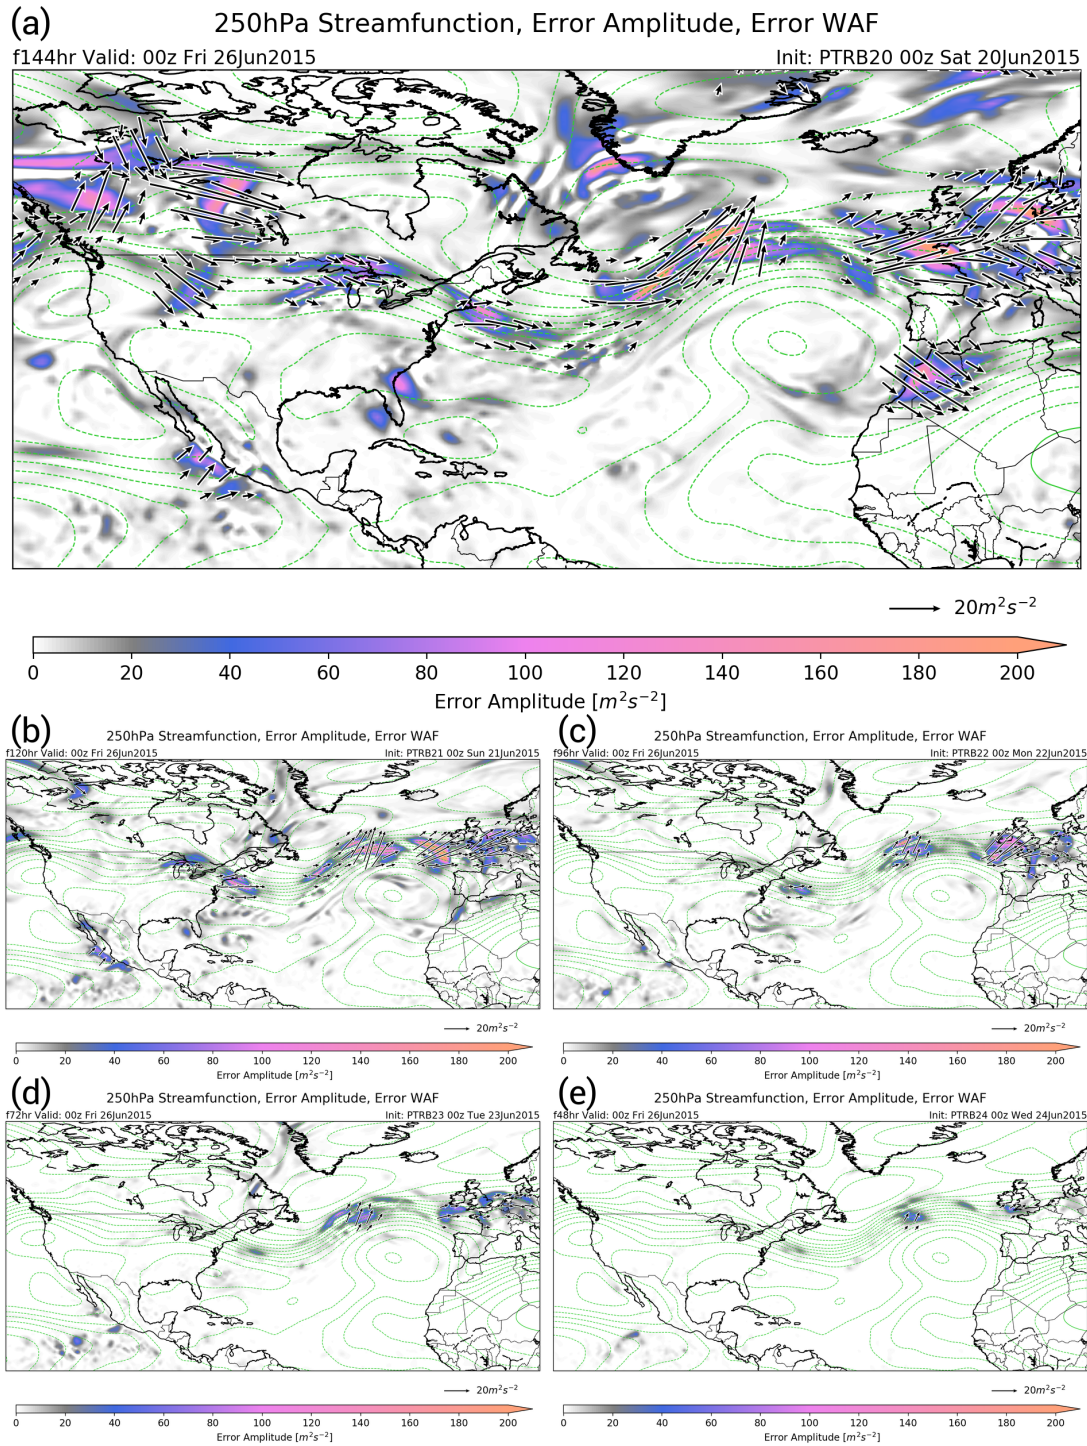 (a) 250hPa Streamfunction, Error Amplitude, Error WAF
f144hr Valid: 00z Fri 26Jun2015 Init: PTRB20 00z Sat 20Jun2015
20m²s⁻²
0 20 40 60 80 100 120 140 160 180 200
Error Amplitude [m²s⁻²]
(b) 250hPa Streamfunction, Error Amplitude, Error WAF
f120hr Valid: 00z Fri 26Jun2015 Init: PTRB21 00z Sun 21Jun2015
20m²s⁻²
0 20 40 60 80 100 120 140 160 180 200
Error Amplitude [m²s⁻²]
(c) 250hPa Streamfunction, Error Amplitude, Error WAF
f96hr Valid: 00z Fri 26Jun2015 Init: PTRB22 00z Mon 22Jun2015
20m²s⁻²
0 20 40 60 80 100 120 140 160 180 200
Error Amplitude [m²s⁻²]
(d) 250hPa Streamfunction, Error Amplitude, Error WAF
f72hr Valid: 00z Fri 26Jun2015 Init: PTRB23 00z Tue 23Jun2015
20m²s⁻²
0 20 40 60 80 100 120 140 160 180 200
Error Amplitude [m²s⁻²]
(e) 250hPa Streamfunction, Error Amplitude, Error WAF
f48hr Valid: 00z Fri 26Jun2015 Init: PTRB24 00z Wed 24Jun2015
20m²s⁻²
0 20 40 60 80 100 120 140 160 180 200
Error Amplitude [m²s⁻²]